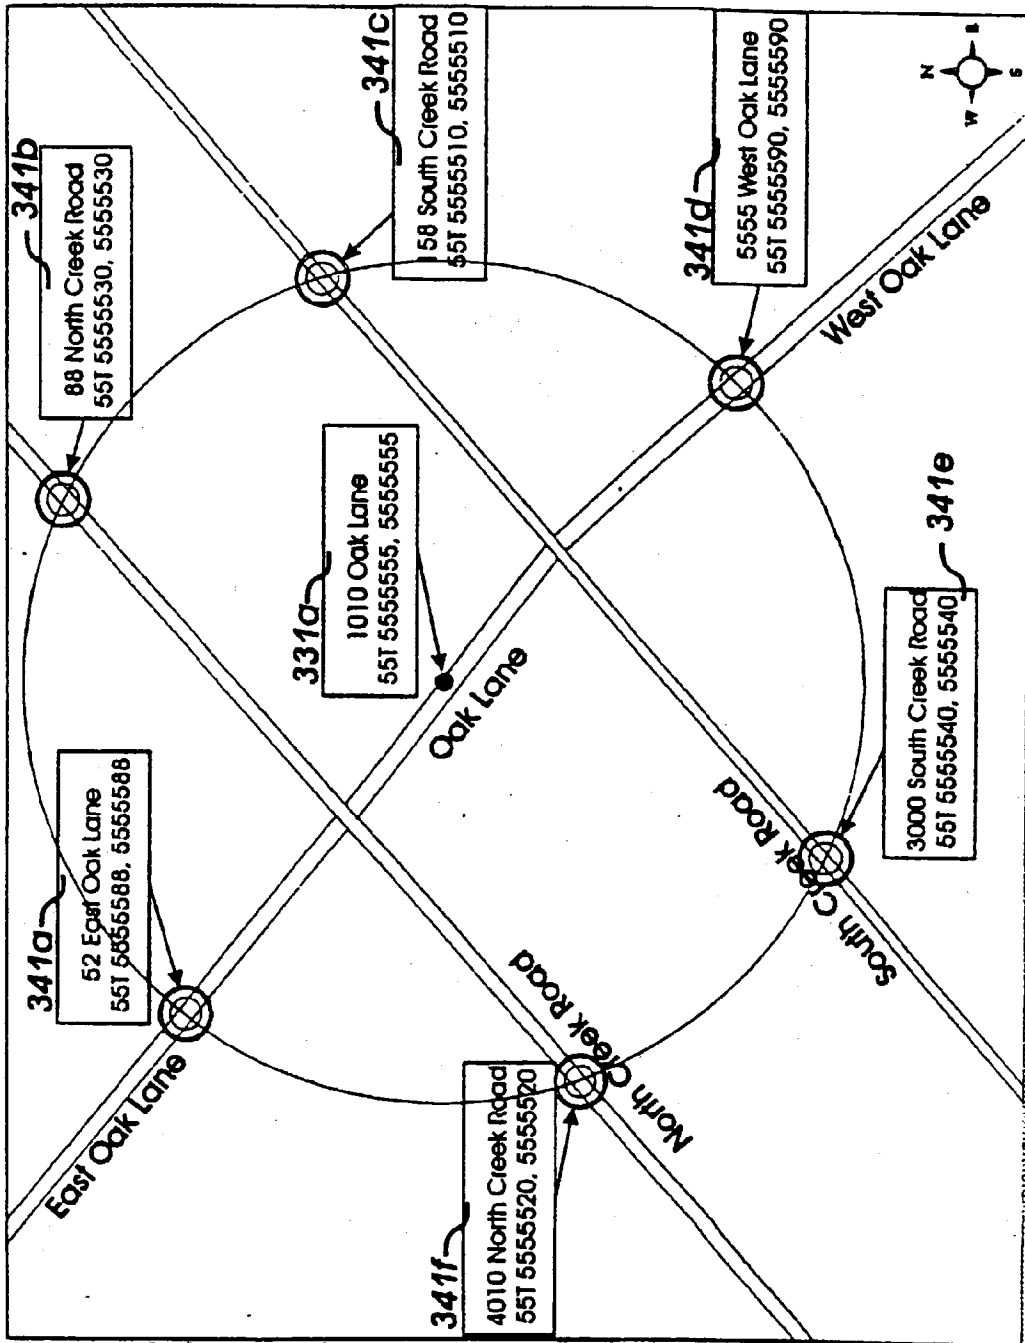 341a
52 East Oak Lane
55T 5555588, 5555588
341b
88 North Creek Road
55T 5555530, 5555530
341c
158 South Creek Road
55T 5555510, 5555510
331a
1010 Oak Lane
55T 5555555, 5555555
341d
5555 West Oak Lane
55T 5555590, 5555590
341e
3000 South Creek Road
55T 5555540, 5555540
341f
4010 North Creek Road
55T 5555520, 5555520
East Oak Lane
Oak Lane
West Oak Lane
North Creek Road
South Creek Road
N
W E
S